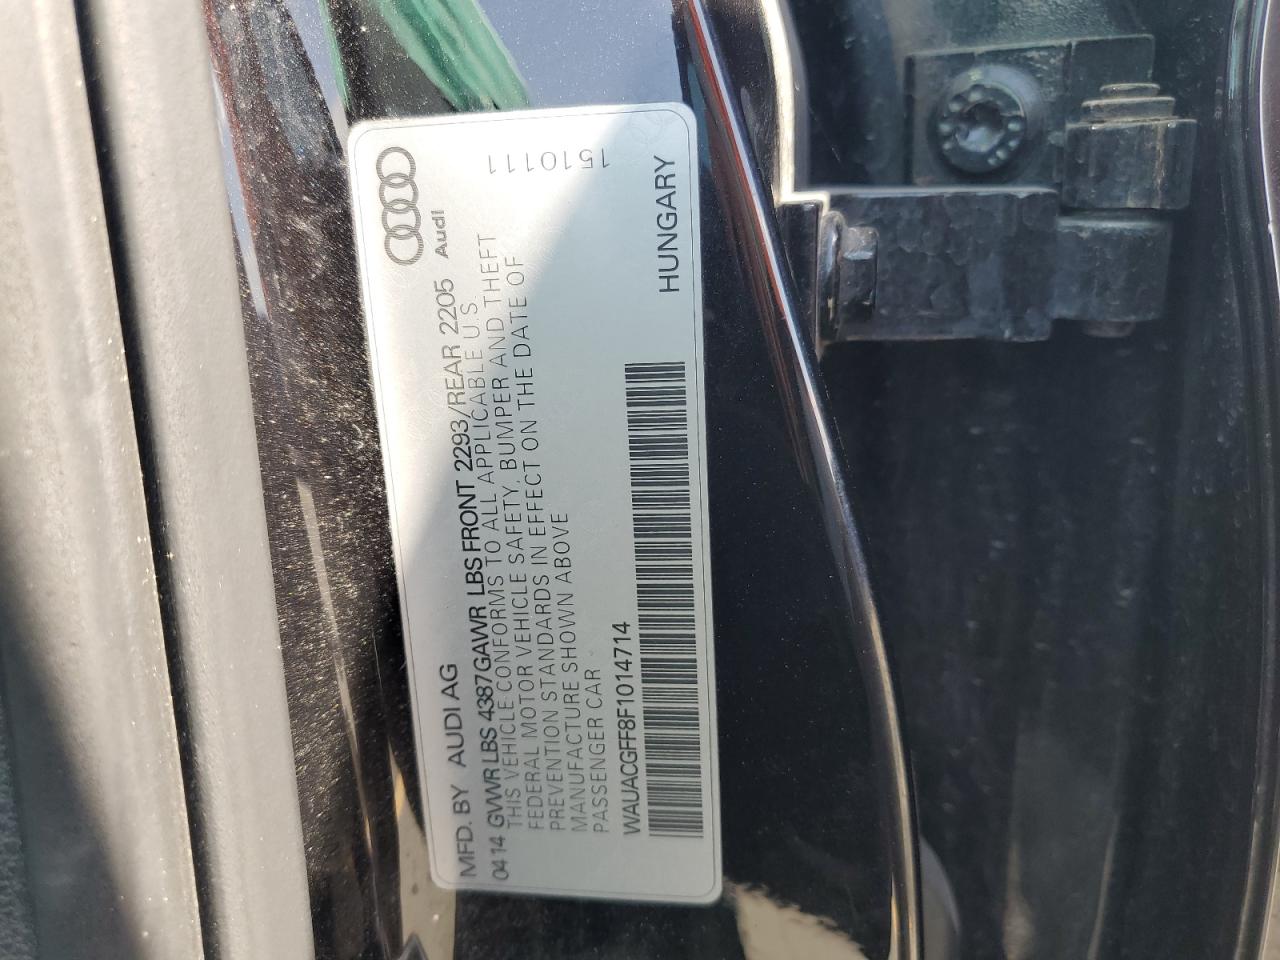 MFD. BY AUDI AG
Audi
04 14 GVWR LBS 4387 GAWR LBS FRONT 2293/REAR 2205
THIS VEHICLE CONFORMS TO ALL APPLICABLE U.S
FEDERAL MOTOR VEHICLE SAFETY, BUMPER AND THEFT
PREVENTION STANDARDS IN EFFECT ON THE DATE OF
MANUFACTURE SHOWN ABOVE
PASSENGER CAR
WAUACGFF8F1014714
HUNGARY
1510111